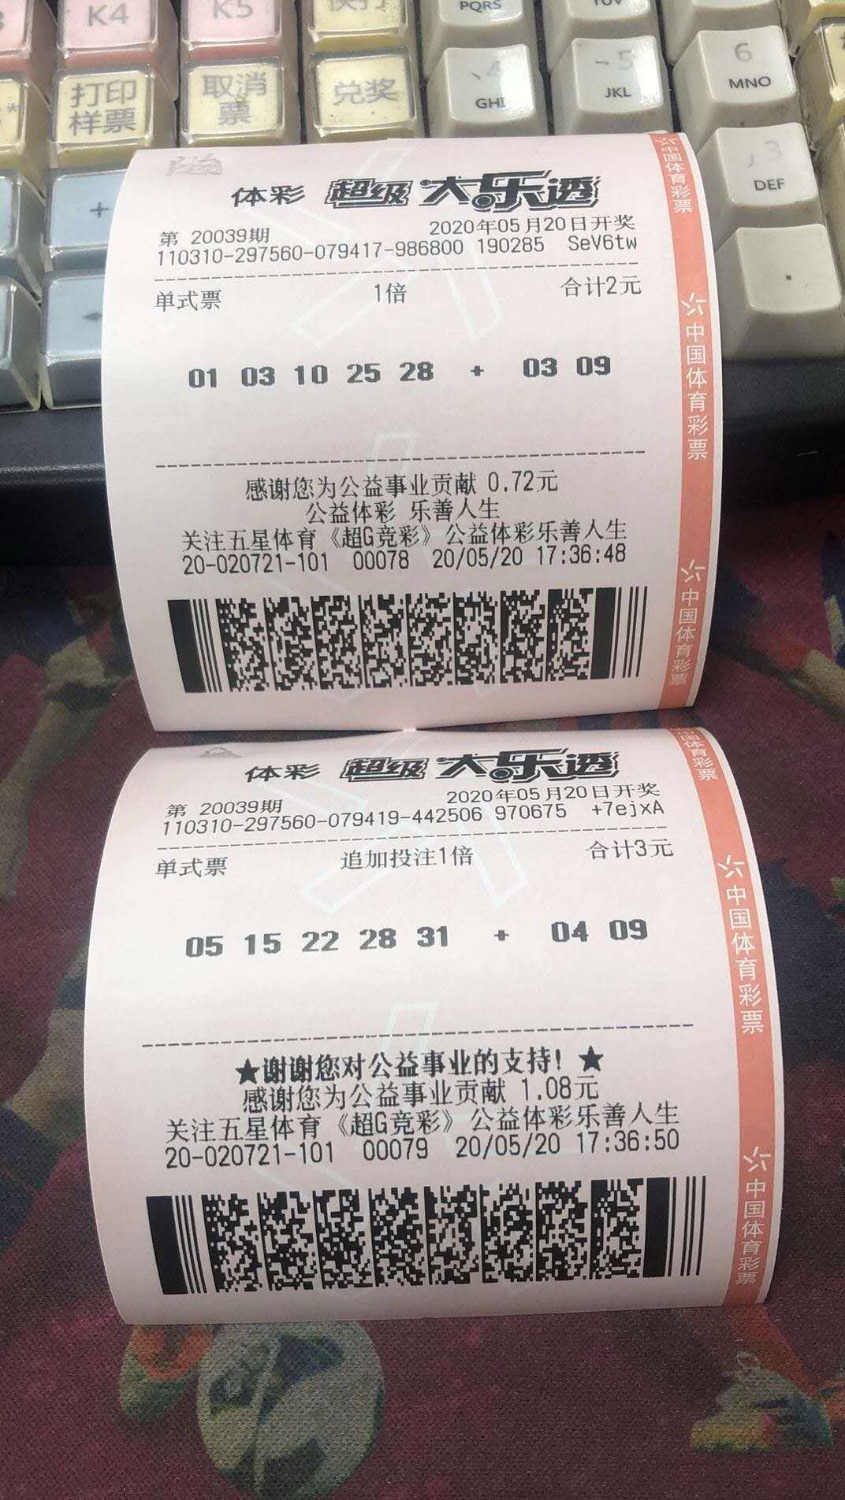 K4
K5
PQRS
打印
样票
取消
票
兑奖
4
GHI
5
JKL
6
MNO
3
DEF
+
.
体彩 超级大乐透
第 20039期 2020年05月20日开奖
110310-297560-079417-986800 190285 SeV6tw
单式票 1倍 合计2元
01 03 10 25 28 + 03 09
感谢您为公益事业贡献 0.72元
公益体彩 乐善人生
关注五星体育《超G竞彩》公益体彩乐善人生
20-020721-101 00078 20/05/20 17:36:48
中国体育彩票
中国体育彩票
中国体育彩票
体彩 超级大乐透
第 20039期 2020年05月20日开奖
110310-297560-079419-442506 970675 +7ejxA
单式票 追加投注1倍 合计3元
05 15 22 28 31 + 04 09
★谢谢您对公益事业的支持!★
感谢您为公益事业贡献 1.08元
关注五星体育《超G竞彩》公益体彩乐善人生
20-020721-101 00079 20/05/20 17:36:50
中国体育彩票
中国体育彩票
中国体育彩票